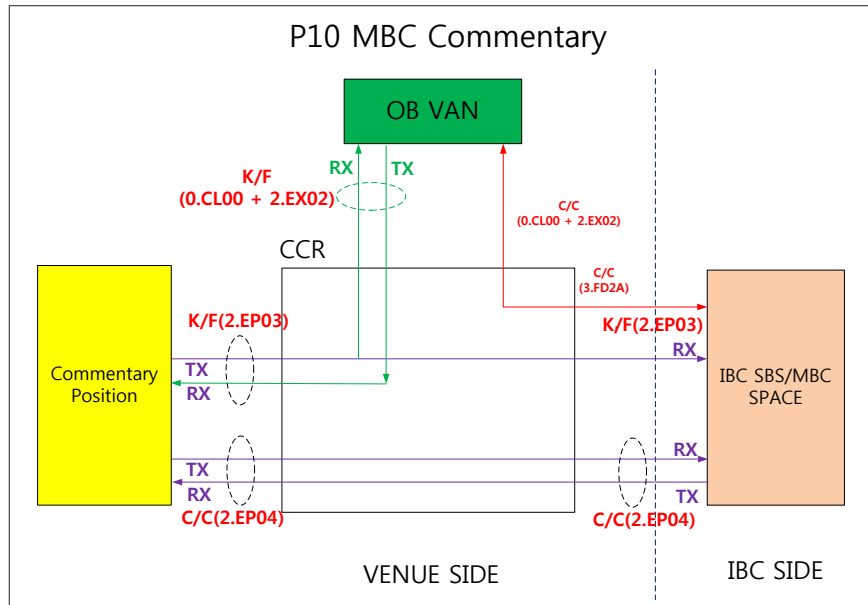 P10 MBC Commentary
OB VAN
RX
TX
K/F
(0.CL00 + 2.EX02)
C/C
(0.CL00 + 2.EX02)
CCR
C/C
(3.FD2A)
K/F(2.EP03)
K/F(2.EP03)
TX
RX
RX
Commentary
Position
IBC SBS/MBC
SPACE
RX
TX
RX
TX
C/C(2.EP04)
C/C(2.EP04)
VENUE SIDE
IBC SIDE